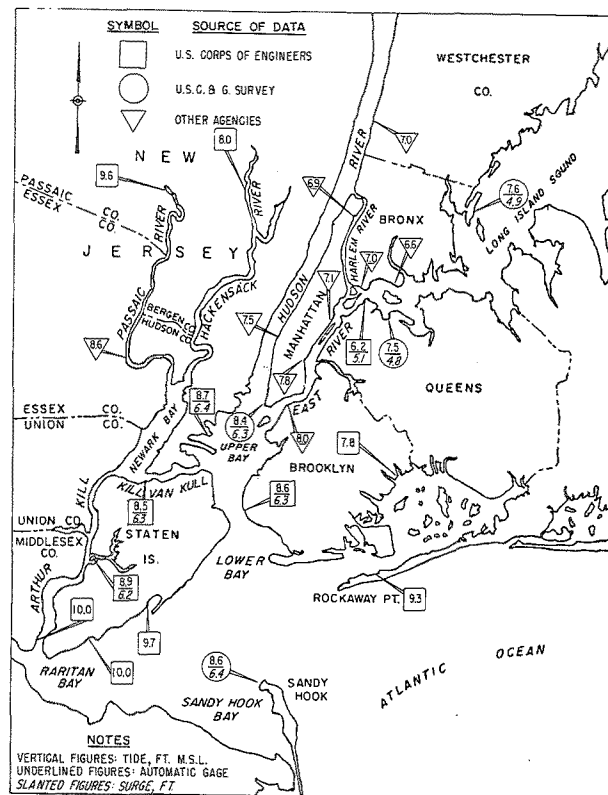 SYMBOL SOURCE OF DATA
U.S. CORPS OF ENGINEERS
U.S.C. & G. SURVEY
OTHER AGENCIES
WESTCHESTER
CO.
NEW
JERSEY
8.0
9.6
7.0
6.9
7.6
4.9
LONG ISLAND SOUND
PASSAIC CO.
ESSEX CO.
PASSAIC RIVER
HACKENSACK RIVER
HUDSON RIVER
HARLEM RIVER
BRONX
7.0
6.6
7.1
MANHATTAN
BERGEN CO.
HUDSON CO.
7.5
8.6
6.2
5.1
7.5
4.8
QUEENS
7.8
EAST RIVER
8.7
6.4
8.4
6.3
UPPER
BAY
8.0
ESSEX CO.
UNION CO.
NEWARK BAY
BROOKLYN
7.8
KILL VAN KULL
8.5
6.3
8.6
6.3
STATEN
IS.
UNION CO.
MIDDLESEX
CO.
ARTHUR KILL
8.9
6.2
LOWER
BAY
ROCKAWAY PT.
9.3
10.0
9.7
10.0
RARITAN
BAY
8.6
6.4
SANDY
HOOK
SANDY HOOK
BAY
ATLANTIC OCEAN
NOTES
VERTICAL FIGURES: TIDE, FT. M.S.L.
UNDERLINED FIGURES: AUTOMATIC GAGE
SLANTED FIGURES: SURGE, FT.